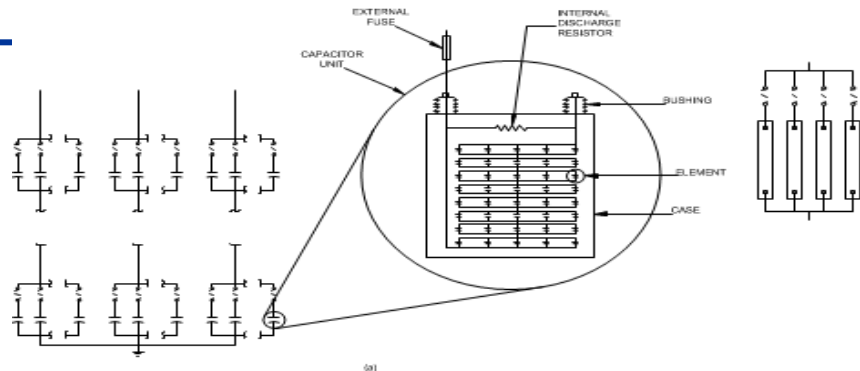 EXTERNAL
FUSE
INTERNAL
DISCHARGE
RESISTOR
CAPACITOR
UNIT
BUSHING
ELEMENT
CASE
(a)